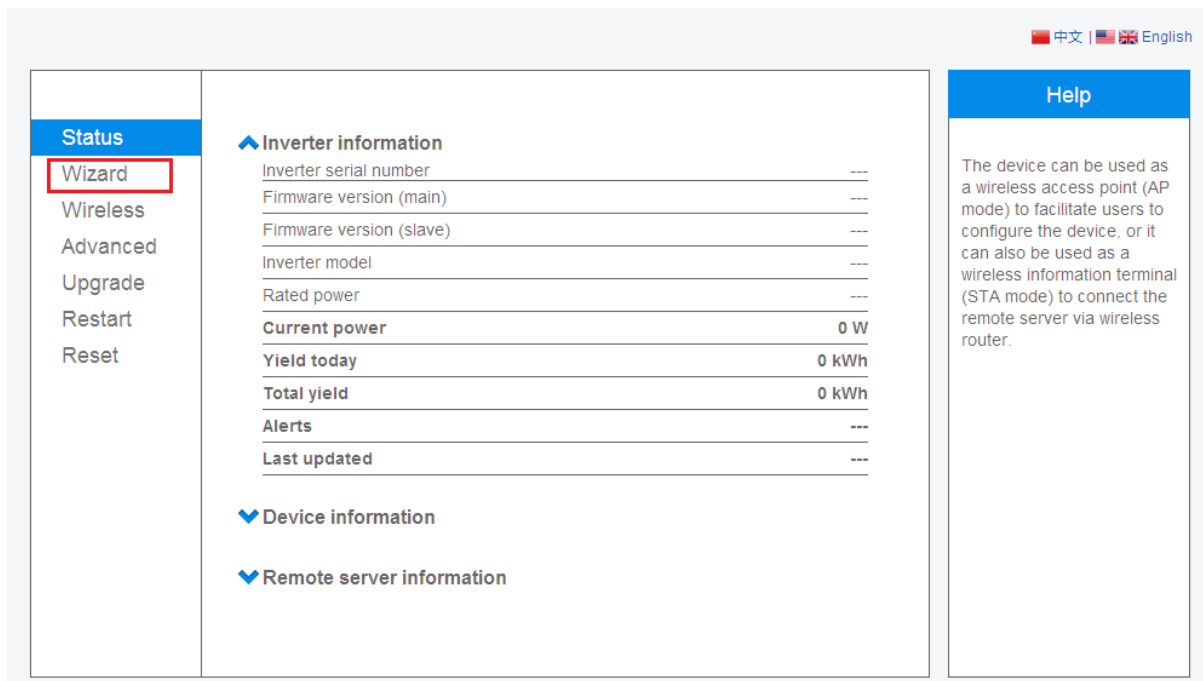 中文 | English
Status
Wizard
Wireless
Advanced
Upgrade
Restart
Reset
Inverter information
Inverter serial number ---
Firmware version (main) ---
Firmware version (slave) ---
Inverter model ---
Rated power ---
Current power 0 W
Yield today 0 kWh
Total yield 0 kWh
Alerts ---
Last updated ---
Device information
Remote server information
Help
The device can be used as
a wireless access point (AP
mode) to facilitate users to
configure the device, or it
can also be used as a
wireless information terminal
(STA mode) to connect the
remote server via wireless
router.